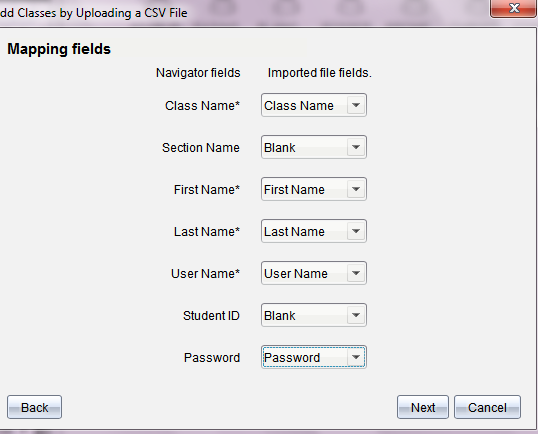 dd Classes by Uploading a CSV File
Mapping fields
Navigator fields Imported file fields.
Class Name* Class Name
Section Name Blank
First Name* First Name
Last Name* Last Name
User Name* User Name
Student ID Blank
Password Password
Back Next Cancel